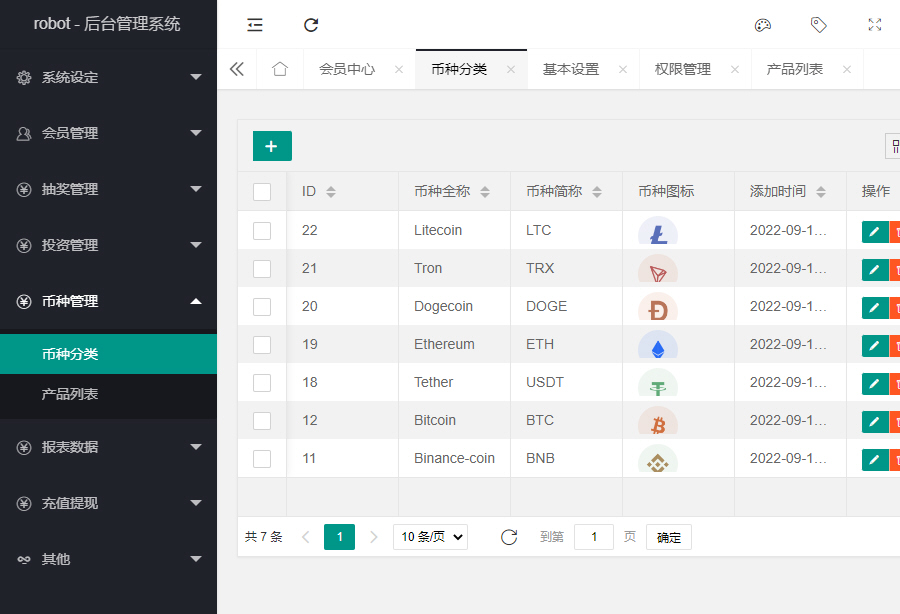 robot - 后台管理系统
系统设定
会员管理
抽奖管理
投资管理
币种管理
币种分类
产品列表
报表数据
充值提现
其他
会员中心 币种分类 基本设置 权限管理 产品列表
ID 币种全称 币种简称 币种图标 添加时间 操作
22 Litecoin LTC 2022-09-1...
21 Tron TRX 2022-09-1...
20 Dogecoin DOGE 2022-09-1...
19 Ethereum ETH 2022-09-1...
18 Tether USDT 2022-09-1...
12 Bitcoin BTC 2022-09-1...
11 Binance-coin BNB 2022-09-1...
共 7 条 1 10 条/页 到第 1 页 确定